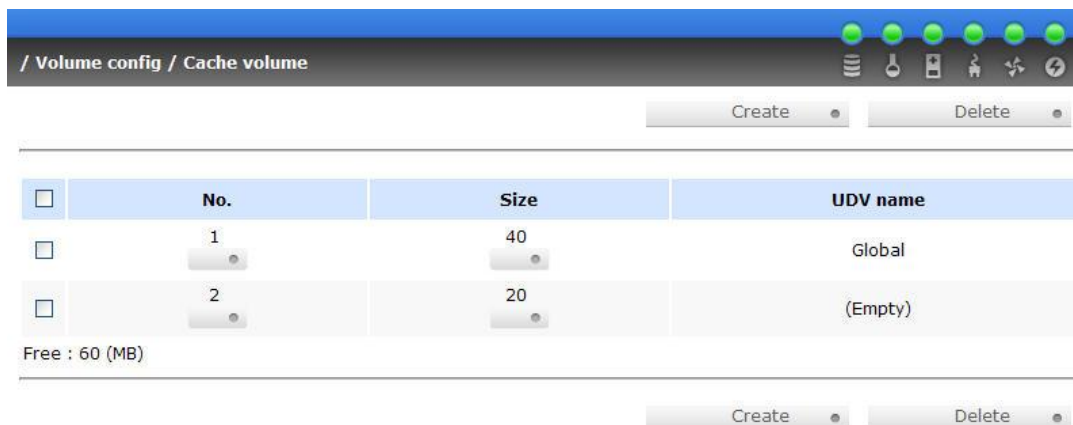 / Volume config / Cache volume
Create Delete
No. Size UDV name
1 40 Global
2 20 (Empty)
Free : 60 (MB)
Create Delete